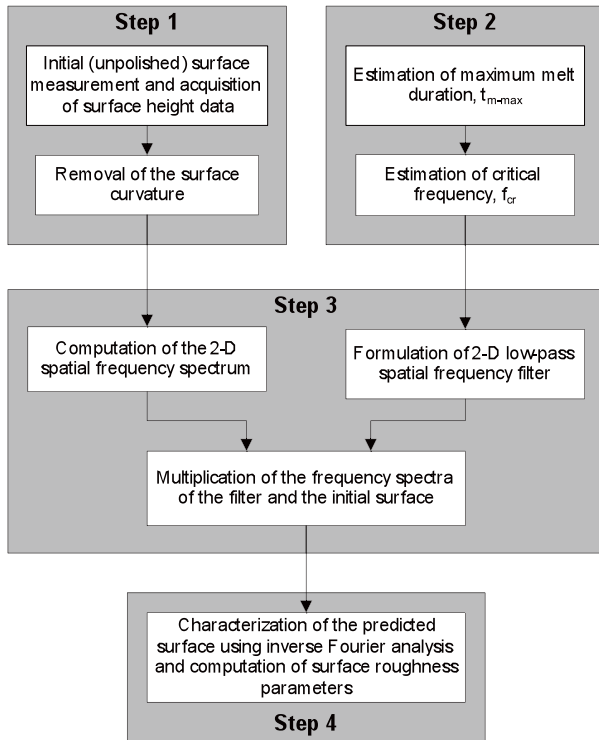 Step 1
Initial (unpolished) surface
measurement and acquisition
of surface height data
Removal of the surface
curvature
Step 2
Estimation of maximum melt
duration, tm-max
Estimation of critical
frequency, fcr
Step 3
Computation of the 2-D
spatial frequency spectrum
Formulation of 2-D low-pass
spatial frequency filter
Multiplication of the frequency spectra
of the filter and the initial surface
Characterization of the predicted
surface using inverse Fourier analysis
and computation of surface roughness
parameters
Step 4